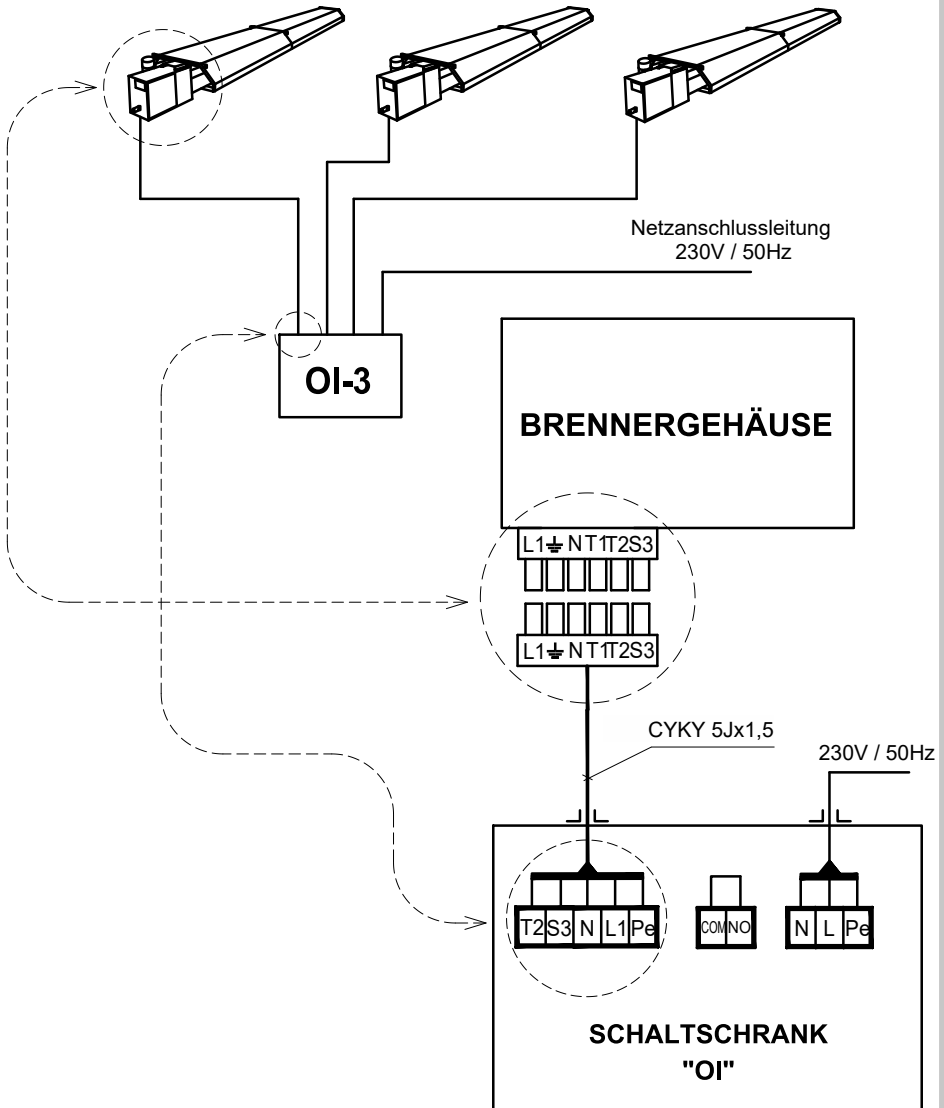 Netzanschlussleitung
230V / 50Hz
OI-3
BRENNERGEHÄUSE
L1 ⏚ N T1 T2 S3
L1 ⏚ N T1 T2 S3
CYKY 5Jx1,5
230V / 50Hz
T2 S3 N L1 Pe
COM NO
N L Pe
SCHALTSCHRANK
"OI"